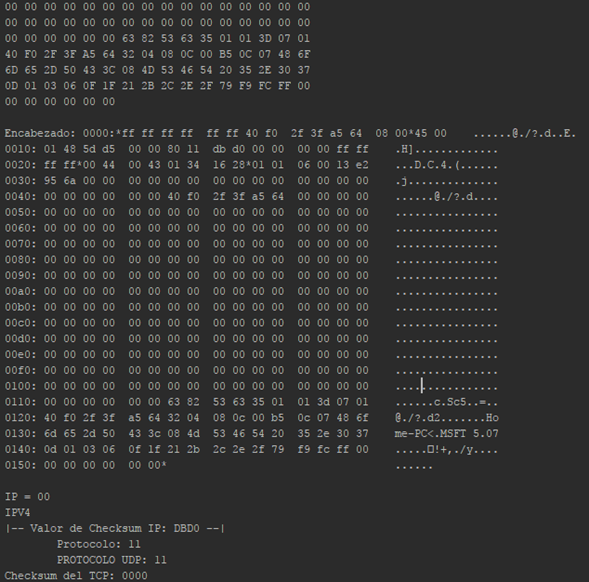 00 00 00 00 00 00 00 00 00 00 00 00 00 00 00 00
00 00 00 00 00 00 00 00 00 00 00 00 00 00 00 00
00 00 00 00 00 00 63 82 53 63 35 01 01 3D 07 01
40 F0 2F 3F A5 64 32 04 08 0C 00 B5 0C 07 48 6F
6D 65 2D 50 43 3C 08 4D 53 46 54 20 35 2E 30 37
0D 01 03 06 0F 1F 21 2B 2C 2E 2F 79 F9 FC FF 00
00 00 00 00 00 00
Encabezado: 0000:*ff ff ff ff ff ff 40 f0 2f 3f a5 64 08 00*45 00 ......@./?.d..E.
0010: 01 48 5d d5 00 00 80 11 db d0 00 00 00 00 ff ff .H].............
0020: ff ff*00 44 00 43 01 34 16 28*01 01 06 00 13 e2 ...D.C.4.(......
0030: 95 6a 00 00 00 00 00 00 00 00 00 00 00 00 00 00 .j..............
0040: 00 00 00 00 00 00 40 f0 2f 3f a5 64 00 00 00 00 ......@./?.d....
0050: 00 00 00 00 00 00 00 00 00 00 00 00 00 00 00 00 ................
0060: 00 00 00 00 00 00 00 00 00 00 00 00 00 00 00 00 ................
0070: 00 00 00 00 00 00 00 00 00 00 00 00 00 00 00 00 ................
0080: 00 00 00 00 00 00 00 00 00 00 00 00 00 00 00 00 ................
0090: 00 00 00 00 00 00 00 00 00 00 00 00 00 00 00 00 ................
00a0: 00 00 00 00 00 00 00 00 00 00 00 00 00 00 00 00 ................
00b0: 00 00 00 00 00 00 00 00 00 00 00 00 00 00 00 00 ................
00c0: 00 00 00 00 00 00 00 00 00 00 00 00 00 00 00 00 ................
00d0: 00 00 00 00 00 00 00 00 00 00 00 00 00 00 00 00 ................
00e0: 00 00 00 00 00 00 00 00 00 00 00 00 00 00 00 00 ................
00f0: 00 00 00 00 00 00 00 00 00 00 00 00 00 00 00 00 ................
0100: 00 00 00 00 00 00 00 00 00 00 00 00 00 00 00 00 ................
0110: 00 00 00 00 00 00 63 82 53 63 35 01 01 3d 07 01 ......c.Sc5..=..
0120: 40 f0 2f 3f a5 64 32 04 08 0c 00 b5 0c 07 48 6f @./?.d2.......Ho
0130: 6d 65 2d 50 43 3c 08 4d 53 46 54 20 35 2e 30 37 me-PC<.MSFT 5.07
0140: 0d 01 03 06 0f 1f 21 2b 2c 2e 2f 79 f9 fc ff 00 .....□!+,./y....
0150: 00 00 00 00 00 00* ......
IP = 00
IPV4
|-- Valor de Checksum IP: DBD0 --|
Protocolo: 11
PROTOCOLO UDP: 11
Checksum del TCP: 0000